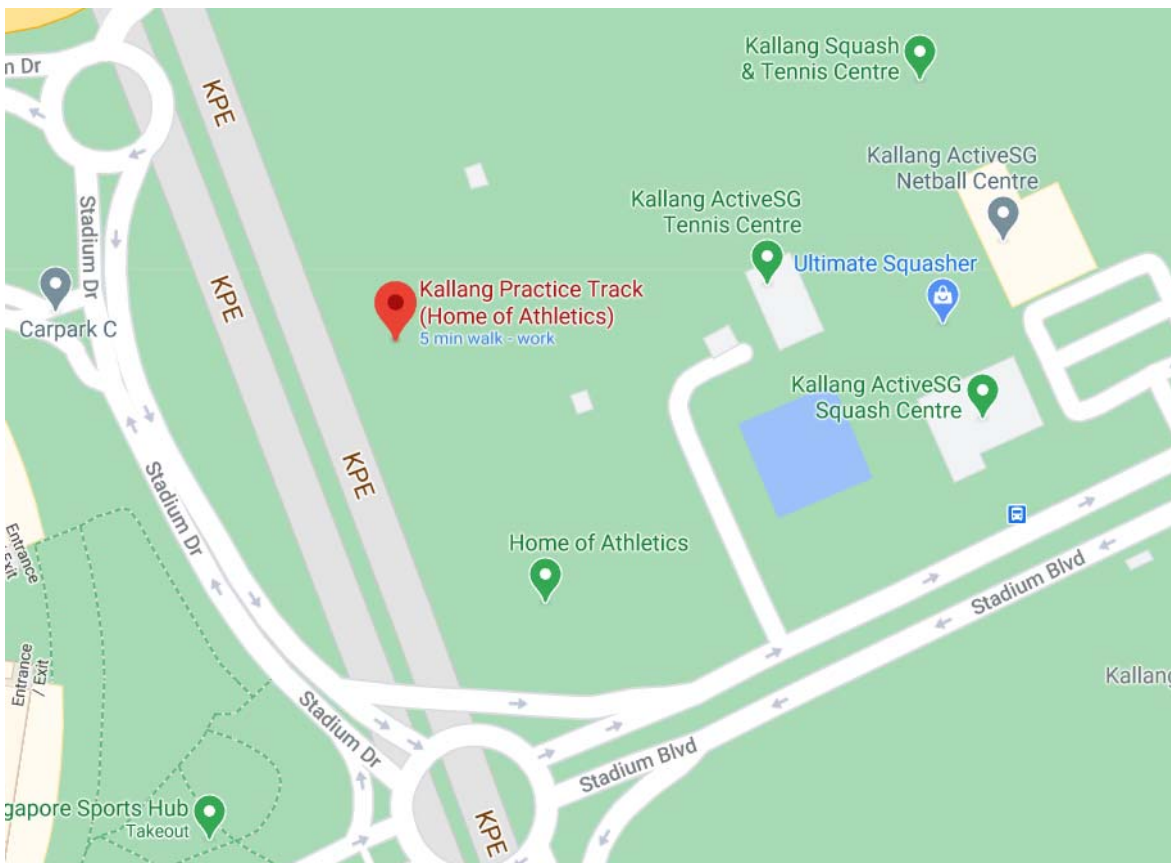 n Dr
KPE
Kallang Squash
& Tennis Centre
Kallang ActiveSG
Netball Centre
Kallang ActiveSG
Tennis Centre
Stadium Dr
KPE
Ultimate Squasher
Carpark C
Kallang Practice Track
(Home of Athletics)
5 min walk - work
Kallang ActiveSG
Squash Centre
KPE
Stadium Dr
Entrance
/ Exit
Home of Athletics
Stadium Blvd
Entrance
/ Exit
Kallang
Stadium Dr
Stadium Blvd
gapore Sports Hub
Takeout
KPE